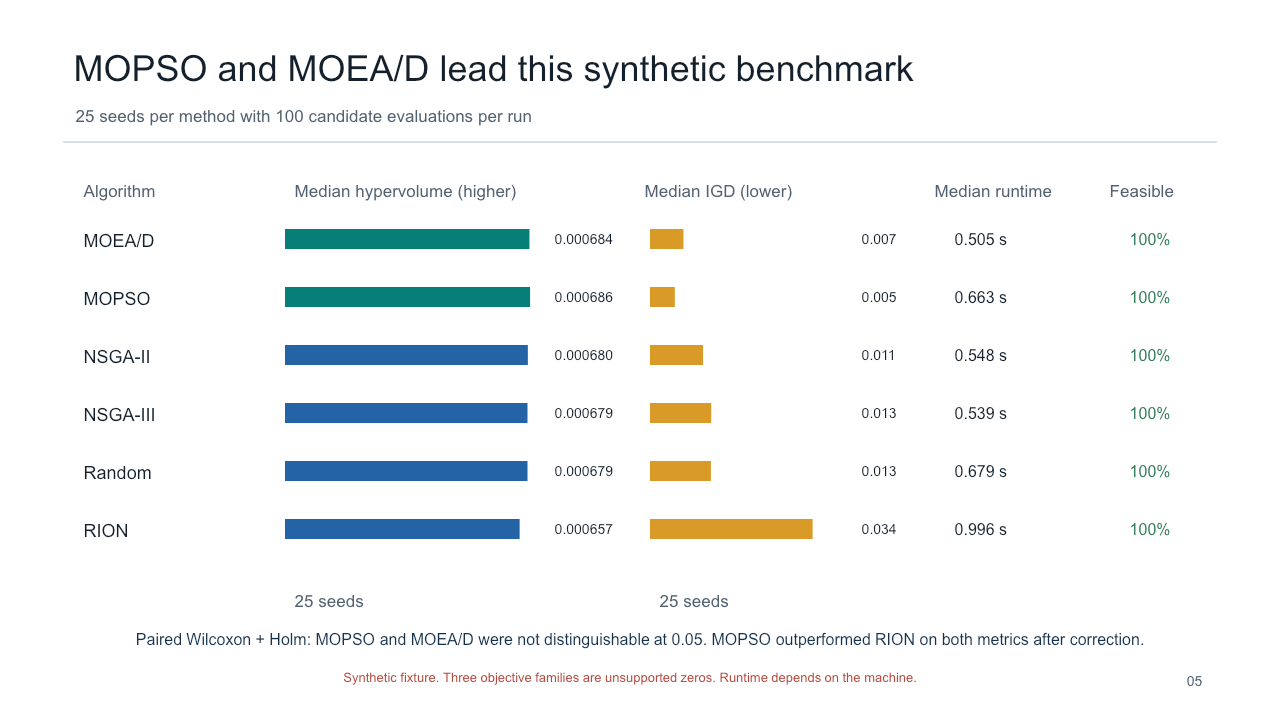 MOPSO and MOEA/D lead this synthetic benchmark
25 seeds per method with 100 candidate evaluations per run
Algorithm Median hypervolume (higher) Median IGD (lower) Median runtime Feasible
MOEA/D 0.000684 0.007 0.505 s 100%
MOPSO 0.000686 0.005 0.663 s 100%
NSGA-II 0.000680 0.011 0.548 s 100%
NSGA-III 0.000679 0.013 0.539 s 100%
Random 0.000679 0.013 0.679 s 100%
RION 0.000657 0.034 0.996 s 100%
25 seeds 25 seeds
Paired Wilcoxon + Holm: MOPSO and MOEA/D were not distinguishable at 0.05. MOPSO outperformed RION on both metrics after correction.
Synthetic fixture. Three objective families are unsupported zeros. Runtime depends on the machine.
05